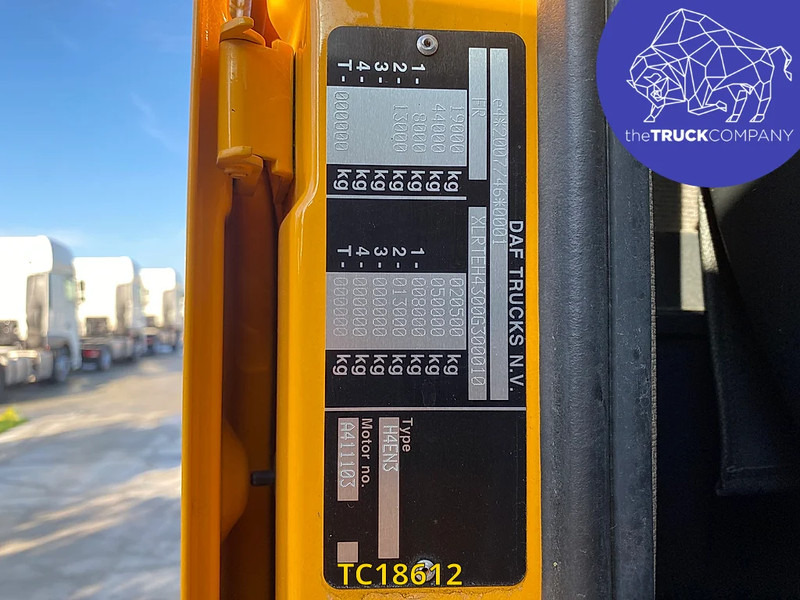 theTRUCKCOMPANY
DAF TRUCKS N.V.
e4*2007/46*0001
XLRTEH4300G300010
19000 kg
44000 kg
1 - 8000 kg
2 - 13000 kg
3 - kg
4 - kg
T - 000000 kg
020500 kg
050000 kg
1 - 008000 kg
2 - 013000 kg
3 - 000000 kg
4 - 000000 kg
T - 000000 kg
Type
H4EN3
Motor no.
A411103
TC18612